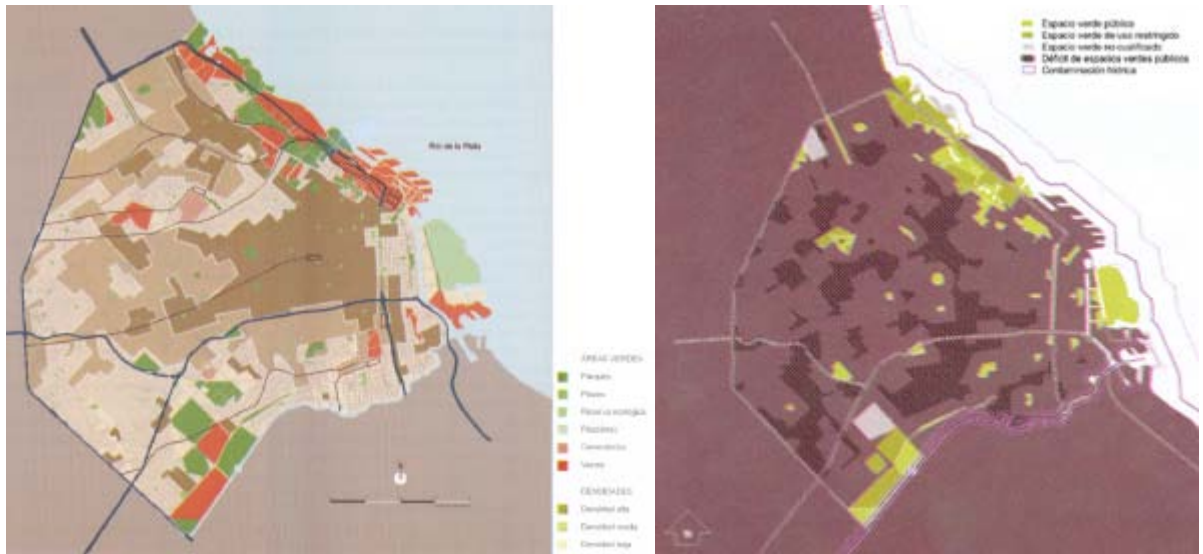 Río de la Plata
ÁREAS VERDES
Parques
Plazas
Reserva ecológica
Cementerios
DENSIDADES
Densidad alta
Densidad media
Densidad baja
Espacio verde público
Espacio verde de uso restringido
Espacio verde no cualificado
Déficit de espacios verdes públicos
Contaminación hídrica